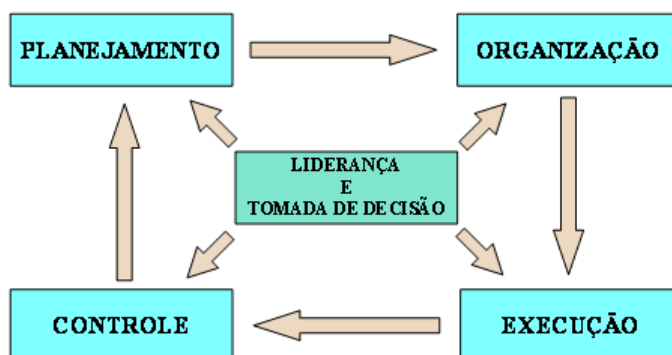 PLANEJAMENTO
ORGANIZAÇÃO
LIDERANÇA
E
TOMADA DE DECISÃO
CONTROLE
EXECUÇÃO